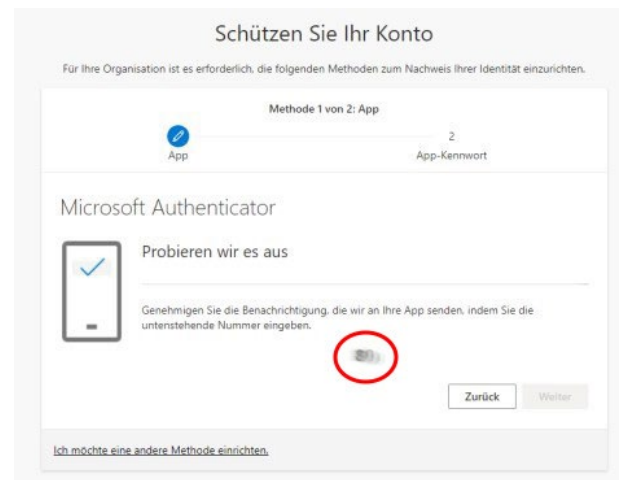 Schützen Sie Ihr Konto
Für Ihre Organisation ist es erforderlich, die folgenden Methoden zum Nachweis Ihrer Identität einzurichten.
Methode 1 von 2: App
App
2
App-Kennwort
Microsoft Authenticator
Probieren wir es aus
Genehmigen Sie die Benachrichtigung, die wir an Ihre App senden, indem Sie die
untenstehende Nummer eingeben.
Zurück
Weiter
Ich möchte eine andere Methode einrichten.